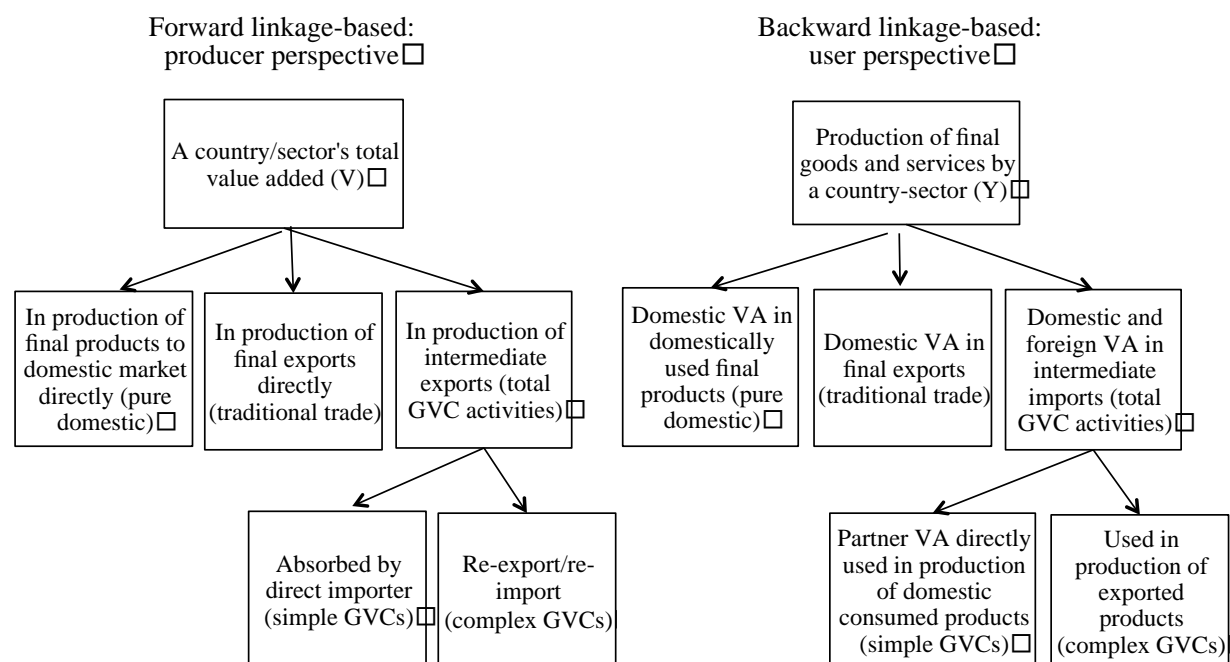 Forward linkage-based:
producer perspective□
A country/sector's total
value added (V)□
In production of
final products to
domestic market
directly (pure
domestic)□
In production of
final exports
directly
(traditional trade)
In production of
intermediate
exports (total
GVC activities)□
Absorbed by
direct importer
(simple GVCs)□
Re-export/re-
import
(complex GVCs)
Backward linkage-based:
user perspective□
Production of final
goods and services by
a country-sector (Y)□
Domestic VA in
domestically
used final
products (pure
domestic)□
Domestic VA in
final exports
(traditional trade)
Domestic and
foreign VA in
intermediate
imports (total
GVC activities)□
Partner VA directly
used in production
of domestic
consumed products
(simple GVCs)□
Used in
production of
exported
products
(complex GVCs)